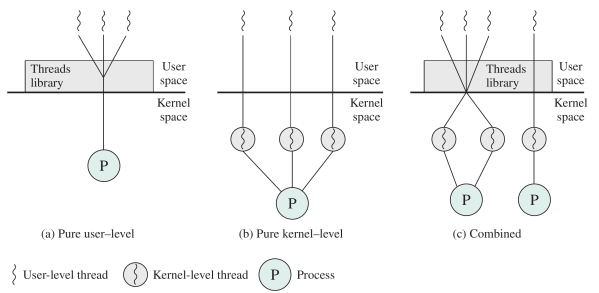 Threads
library
User
space
Kernel
space
P
(a) Pure user–level
User
space
Kernel
space
P
(b) Pure kernel–level
Threads
library
User
space
Kernel
space
P
P
(c) Combined
User-level thread
Kernel-level thread
P
Process